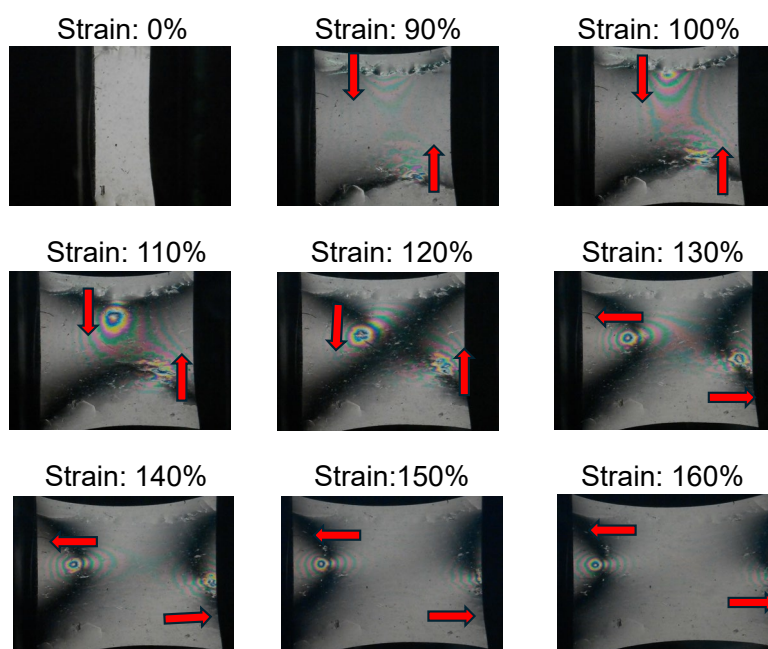 Strain: 0%
Strain: 90%
Strain: 100%
Strain: 110%
Strain: 120%
Strain: 130%
Strain: 140%
Strain:150%
Strain: 160%